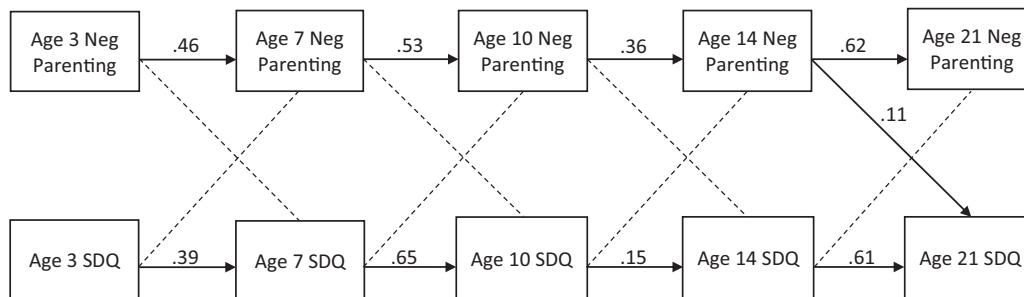 Age 3 Neg
Parenting
.46
Age 7 Neg
Parenting
.53
Age 10 Neg
Parenting
.36
Age 14 Neg
Parenting
.62
Age 21 Neg
Parenting
.11
Age 3 SDQ
.39
Age 7 SDQ
.65
Age 10 SDQ
.15
Age 14 SDQ
.61
Age 21 SDQ